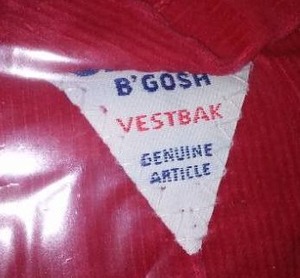 B'GOSH
VESTBAK
GENUINE
ARTICLE